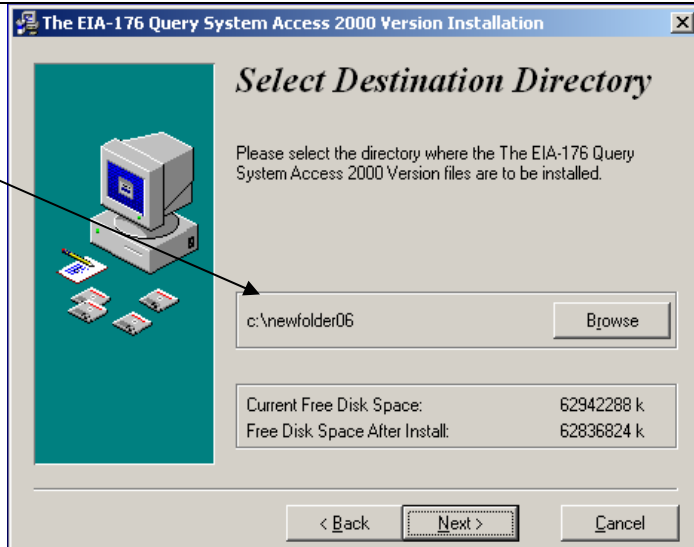 The EIA-176 Query System Access 2000 Version Installation
Select Destination Directory
Please select the directory where the The EIA-176 Query
System Access 2000 Version files are to be installed.
c:\newfolder06
Browse
Current Free Disk Space: 62942288 k
Free Disk Space After Install: 62836824 k
< Back Next > Cancel